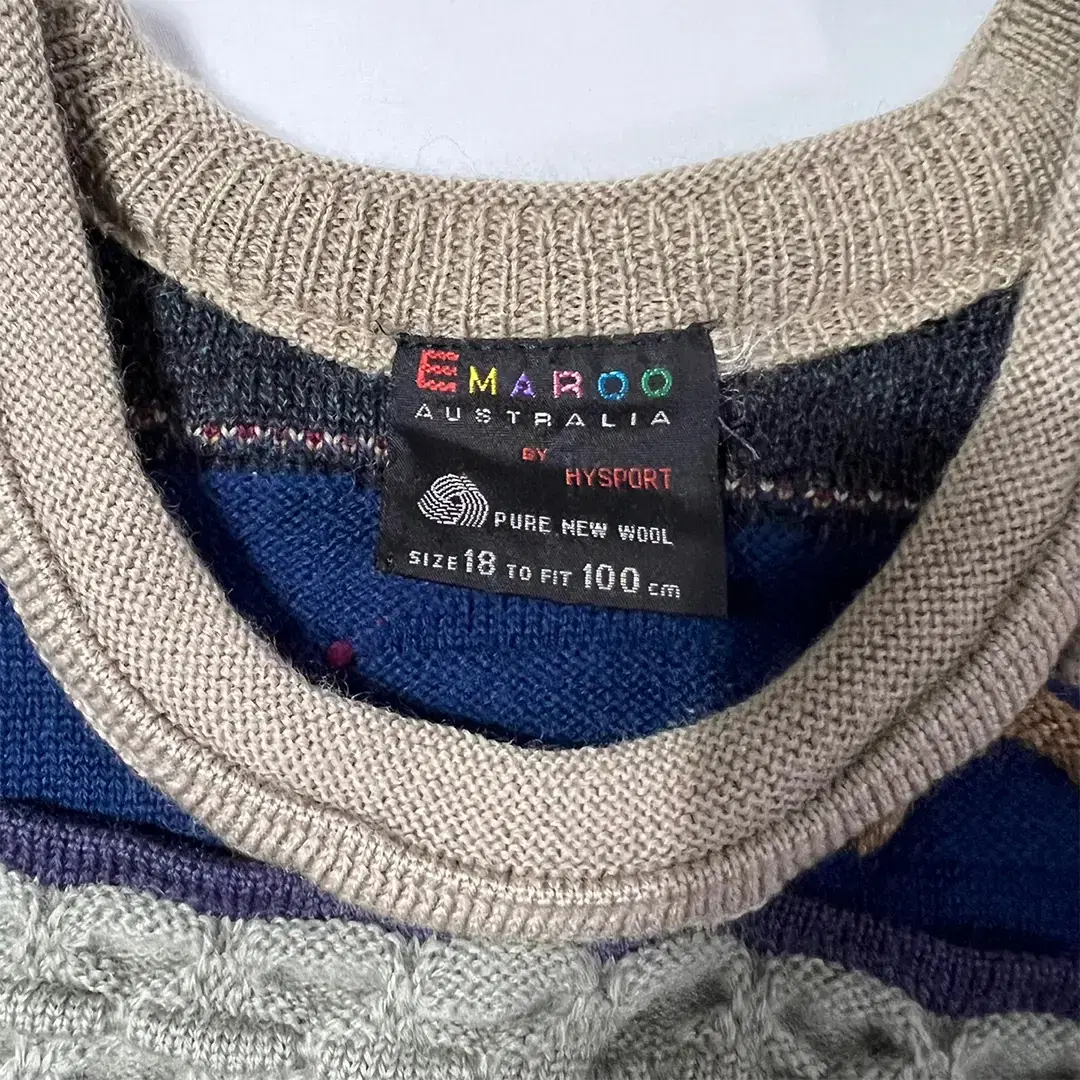 EMAROO
AUSTRALIA
BY
HYSPORT
PURE NEW WOOL
SIZE 18 TO FIT 100 cm